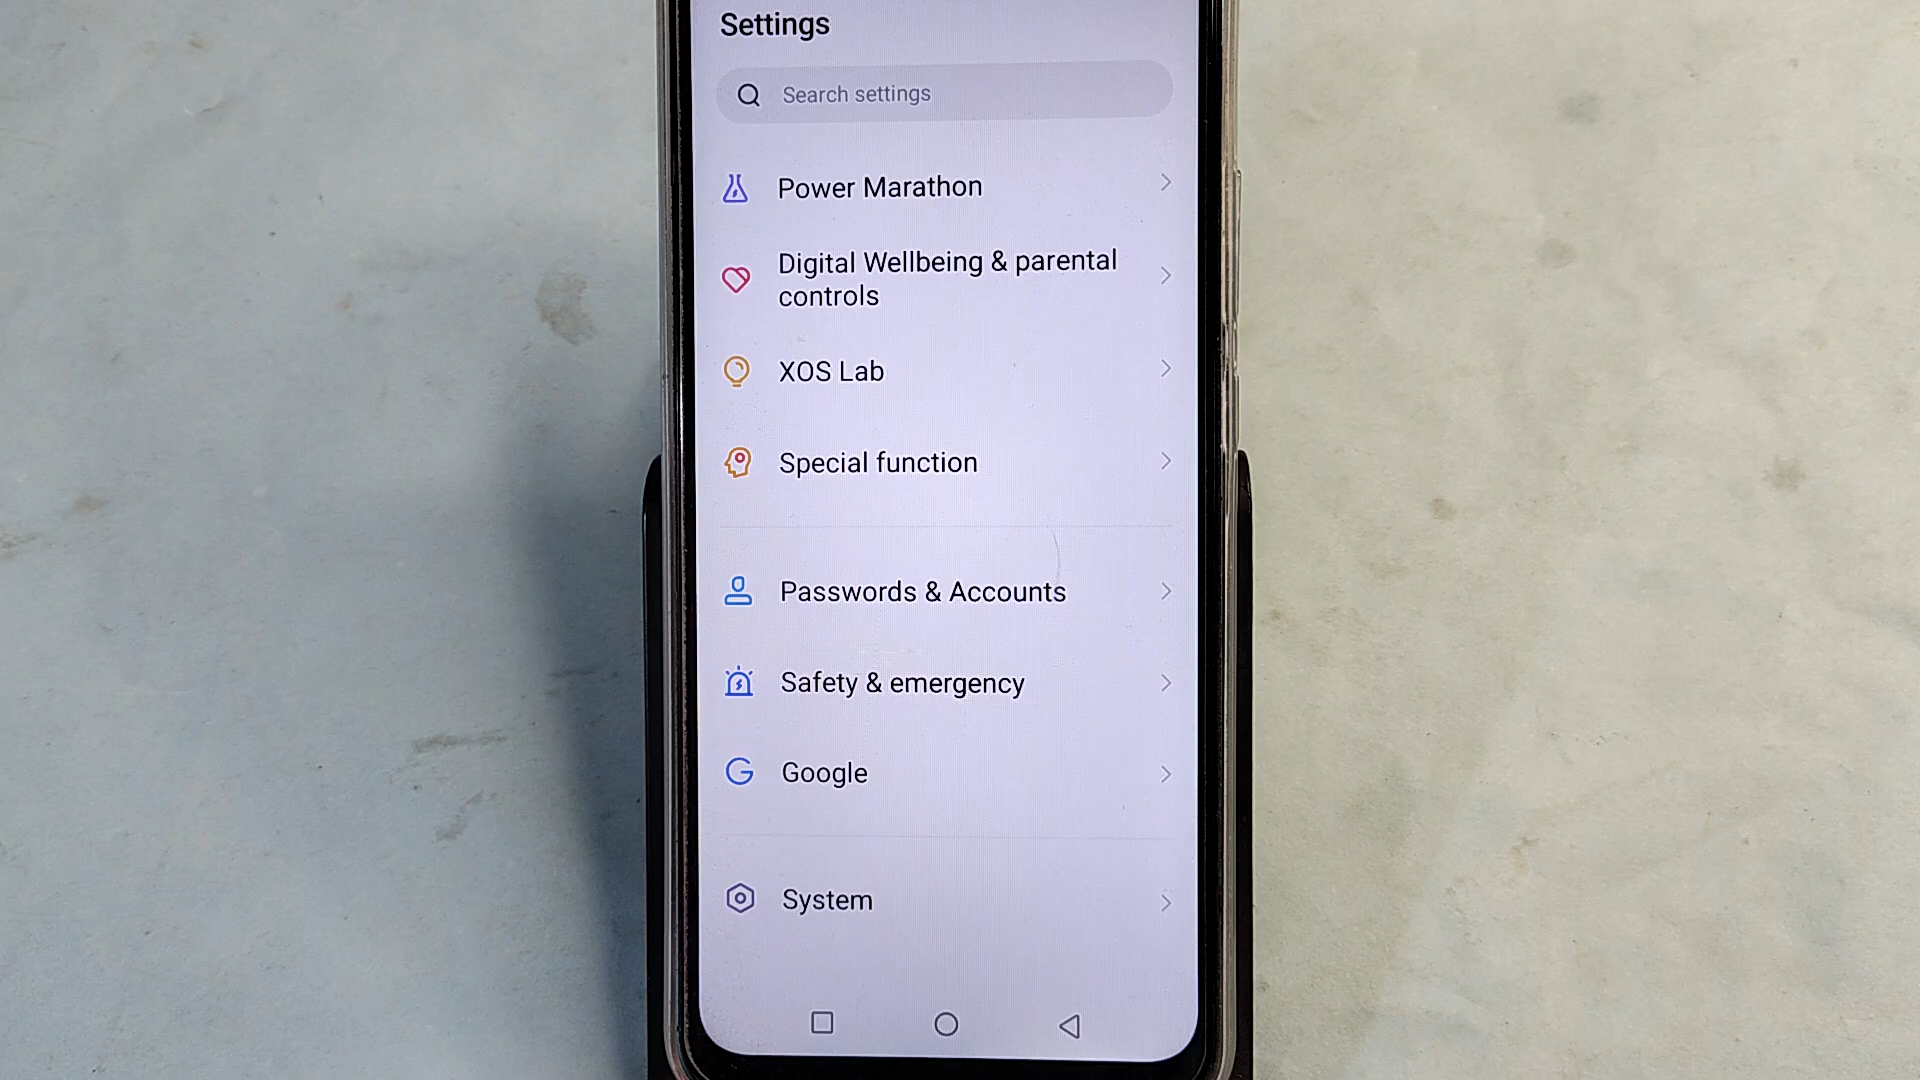 Settings
Search settings
Power Marathon
Digital Wellbeing & parental
controls
XOS Lab
Special function
Passwords & Accounts
Safety & emergency
Google
System